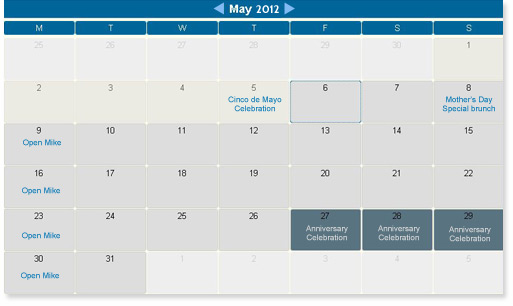 May 2012
M T W T F S S
25 26 27 28 29 30 1
2 3 4 5 6 7 8
Cinco de Mayo
Celebration
Mother's Day
Special brunch
9 10 11 12 13 14 15
Open Mike
16 17 18 19 20 21 22
Open Mike
23 24 25 26 27 28 29
Open Mike
Anniversary
Celebration
Anniversary
Celebration
Anniversary
Celebration
30 31 1 2 3 4 5
Open Mike